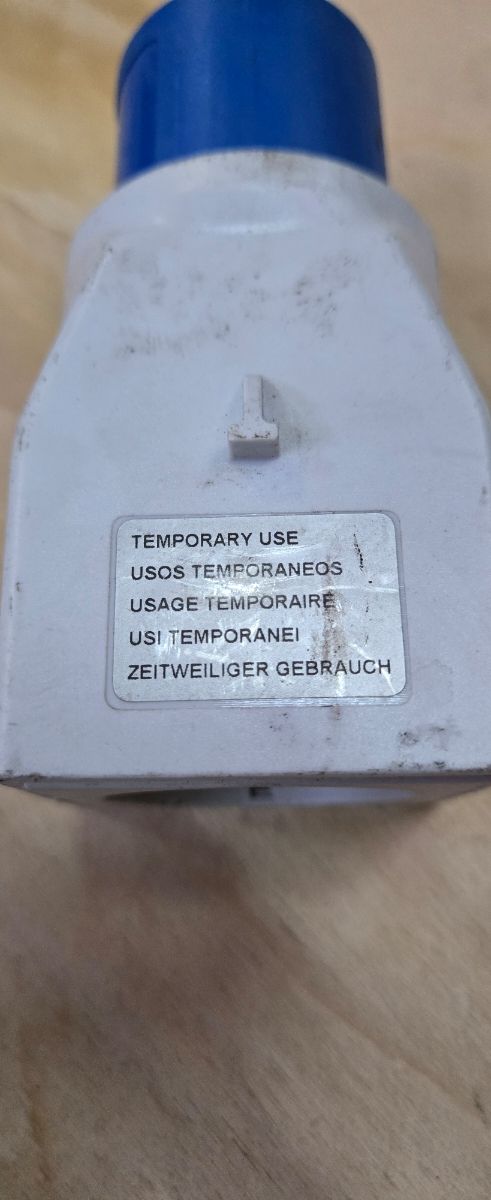 TEMPORARY USE
USOS TEMPORANEOS
USAGE TEMPORAIRE
USI TEMPORANEI
ZEITWEILIGER GEBRAUCH